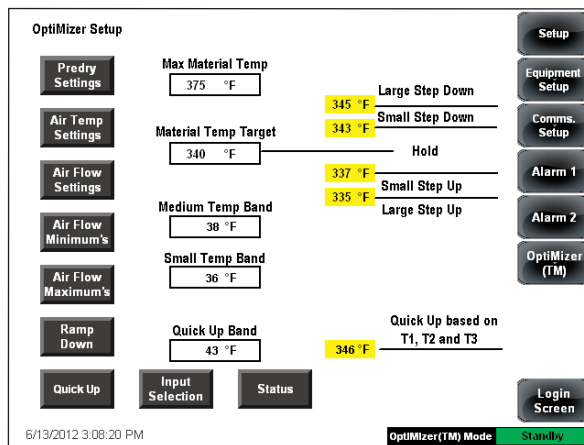 OptiMizer Setup
Setup
Predry
Settings
Max Material Temp
375 °F
Equipment
Setup
Large Step Down
345 °F
Small Step Down
343 °F
Air Temp
Settings
Material Temp Target
340 °F
Hold
Comms.
Setup
337 °F
Small Step Up
335 °F
Large Step Up
Air Flow
Settings
Alarm 1
Medium Temp Band
38 °F
Air Flow
Minimum's
Alarm 2
Small Temp Band
36 °F
Air Flow
Maximum's
OptiMizer
(TM)
Ramp
Down
Quick Up Band
43 °F
Quick Up based on
T1, T2 and T3
346 °F
Quick Up
Input
Selection
Status
Login
Screen
6/13/2012 3:08:20 PM
OptiMizer(TM) Mode
Standby